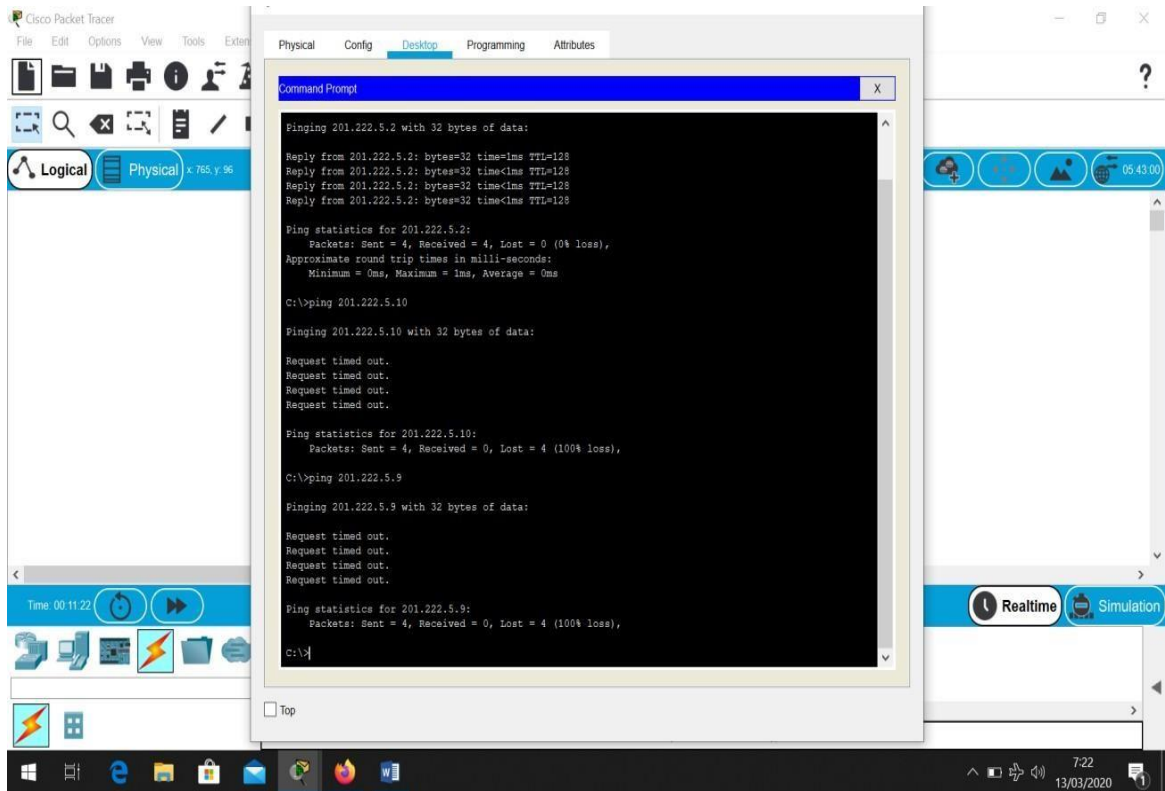 Cisco Packet Tracer
File Edit Options View Tools Exten
Physical Config Desktop Programming Attributes
?
Command Prompt
X
Logical
Physical
x: 765, y: 96
05:43:00
Pinging 201.222.5.2 with 32 bytes of data:
Reply from 201.222.5.2: bytes=32 time=1ms TTL=128
Reply from 201.222.5.2: bytes=32 time<1ms TTL=128
Reply from 201.222.5.2: bytes=32 time<1ms TTL=128
Reply from 201.222.5.2: bytes=32 time<1ms TTL=128
Ping statistics for 201.222.5.2:
Packets: Sent = 4, Received = 4, Lost = 0 (0% loss),
Approximate round trip times in milli-seconds:
Minimum = 0ms, Maximum = 1ms, Average = 0ms
C:\>ping 201.222.5.10
Pinging 201.222.5.10 with 32 bytes of data:
Request timed out.
Request timed out.
Request timed out.
Request timed out.
Ping statistics for 201.222.5.10:
Packets: Sent = 4, Received = 0, Lost = 4 (100% loss),
C:\>ping 201.222.5.9
Pinging 201.222.5.9 with 32 bytes of data:
Request timed out.
Request timed out.
Request timed out.
Request timed out.
Ping statistics for 201.222.5.9:
Packets: Sent = 4, Received = 0, Lost = 4 (100% loss),
C:\>
Time: 00:11:22
Realtime
Simulation
Top
7:22
13/03/2020
1